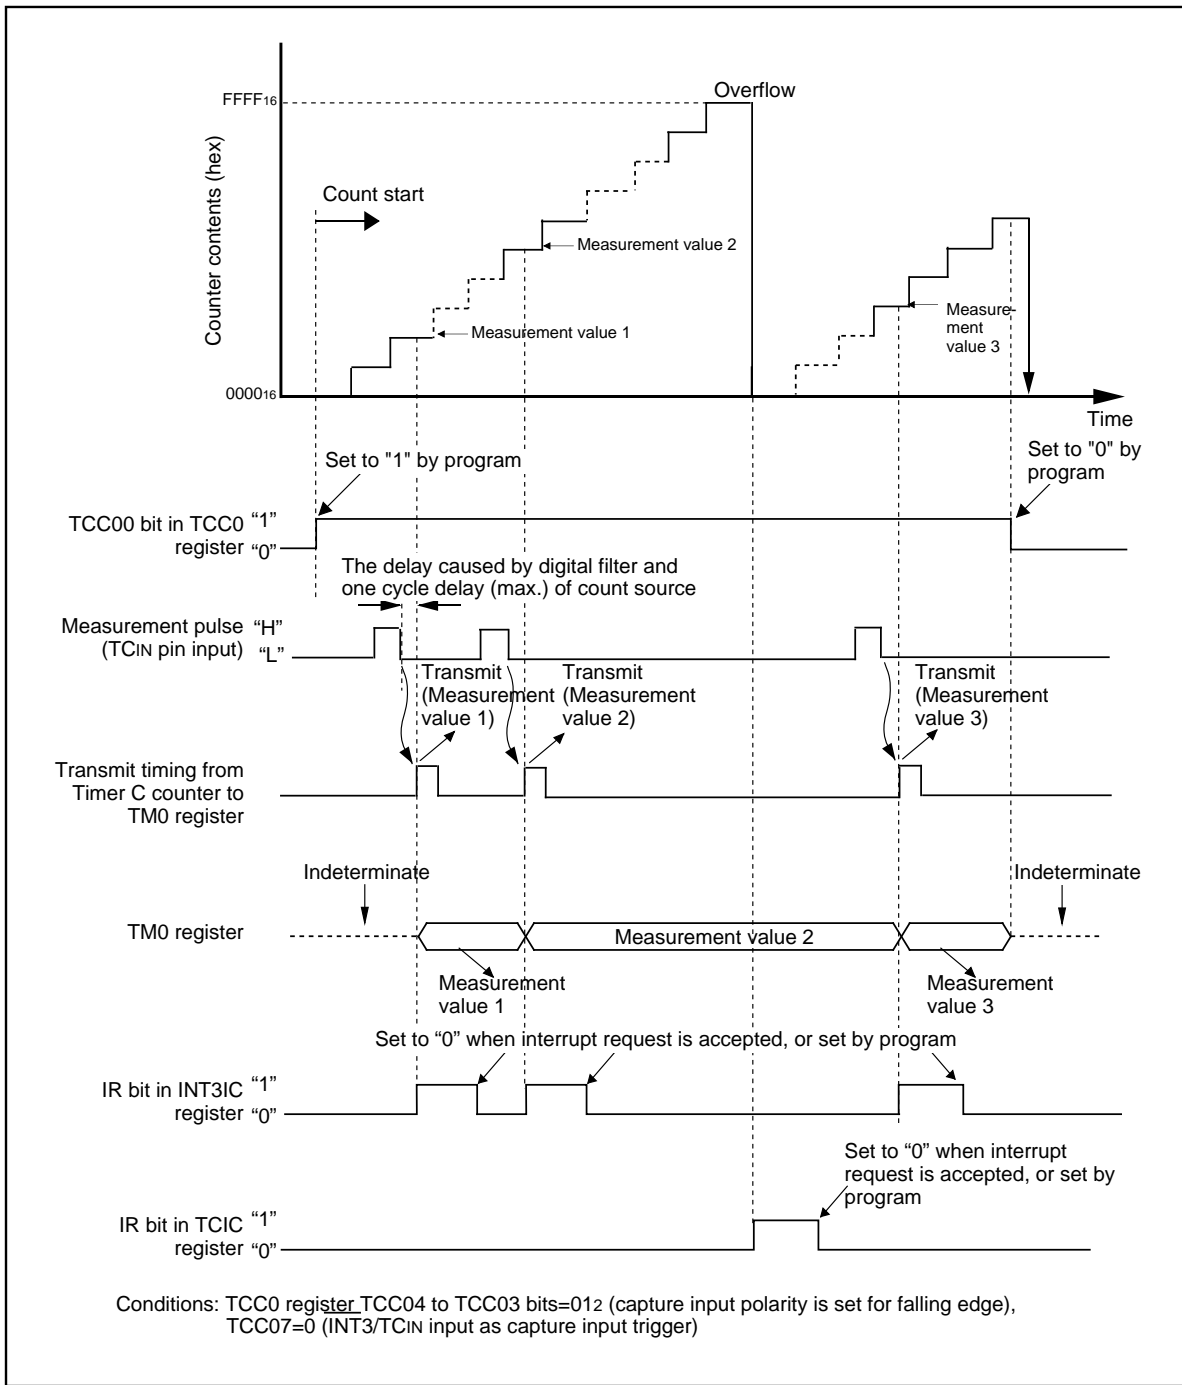 Overflow
FFFF16
Counter contents (hex)
Count start
Measurement value 2
Measurement value 1
Measure-
ment
value 3
000016
Time
Set to "1" by program
Set to "0" by
program
TCC00 bit in TCC0
register
“1”
“0”
The delay caused by digital filter and
one cycle delay (max.) of count source
Measurement pulse
(TCIN pin input)
“H”
“L”
Transmit
(Measurement
value 1)
Transmit
(Measurement
value 2)
Transmit
(Measurement
value 3)
Transmit timing from
Timer C counter to
TM0 register
Indeterminate
Indeterminate
TM0 register
Measurement value 2
Measurement
value 1
Measurement
value 3
Set to “0” when interrupt request is accepted, or set by program
IR bit in INT3IC
register
“1”
“0”
Set to “0” when interrupt
request is accepted, or set by
program
IR bit in TCIC
register
“1”
“0”
Conditions: TCC0 register TCC04 to TCC03 bits=012 (capture input polarity is set for falling edge),
TCC07=0 (INT3/TCIN input as capture input trigger)